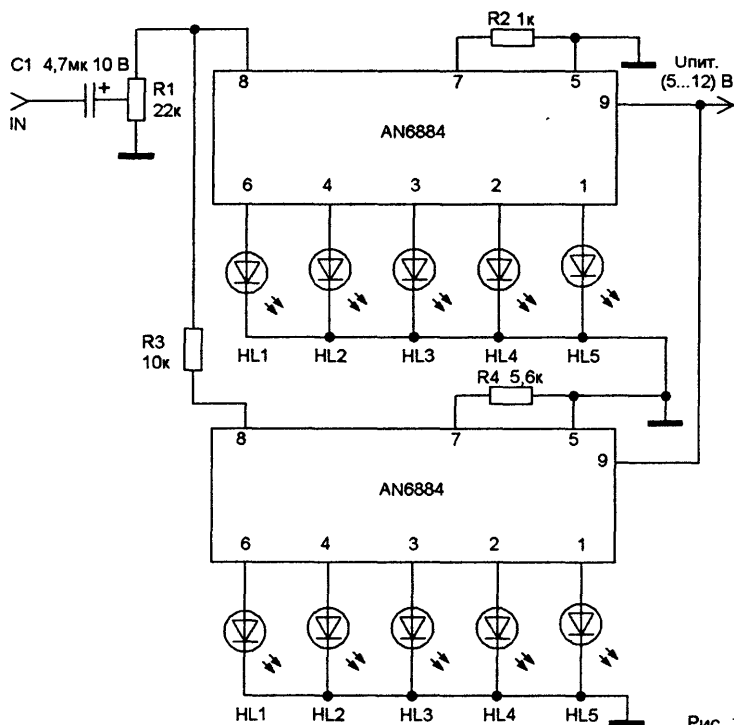 R2 1к
C1 4,7мк 10 В
+
R1
22к
IN
8
7
5
Uпит.
(5...12) В
9
AN6884
6
4
3
2
1
R3
10к
HL1
HL2
HL3
HL4
HL5
R4 5,6к
8
7
5
9
AN6884
6
4
3
2
1
HL1
HL2
HL3
HL4
HL5
Рис.